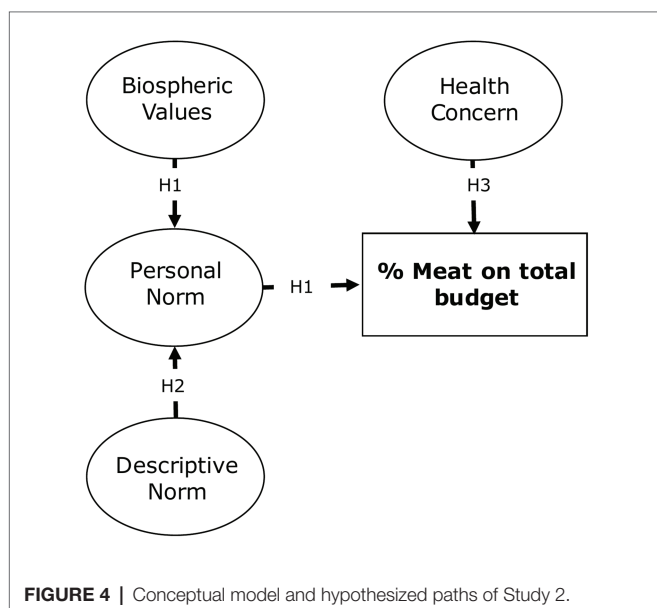 Biospheric
Values
Health
Concern
H1
H3
Personal
Norm
H1
% Meat on total
budget
H2
Descriptive
Norm
FIGURE 4 | Conceptual model and hypothesized paths of Study 2.